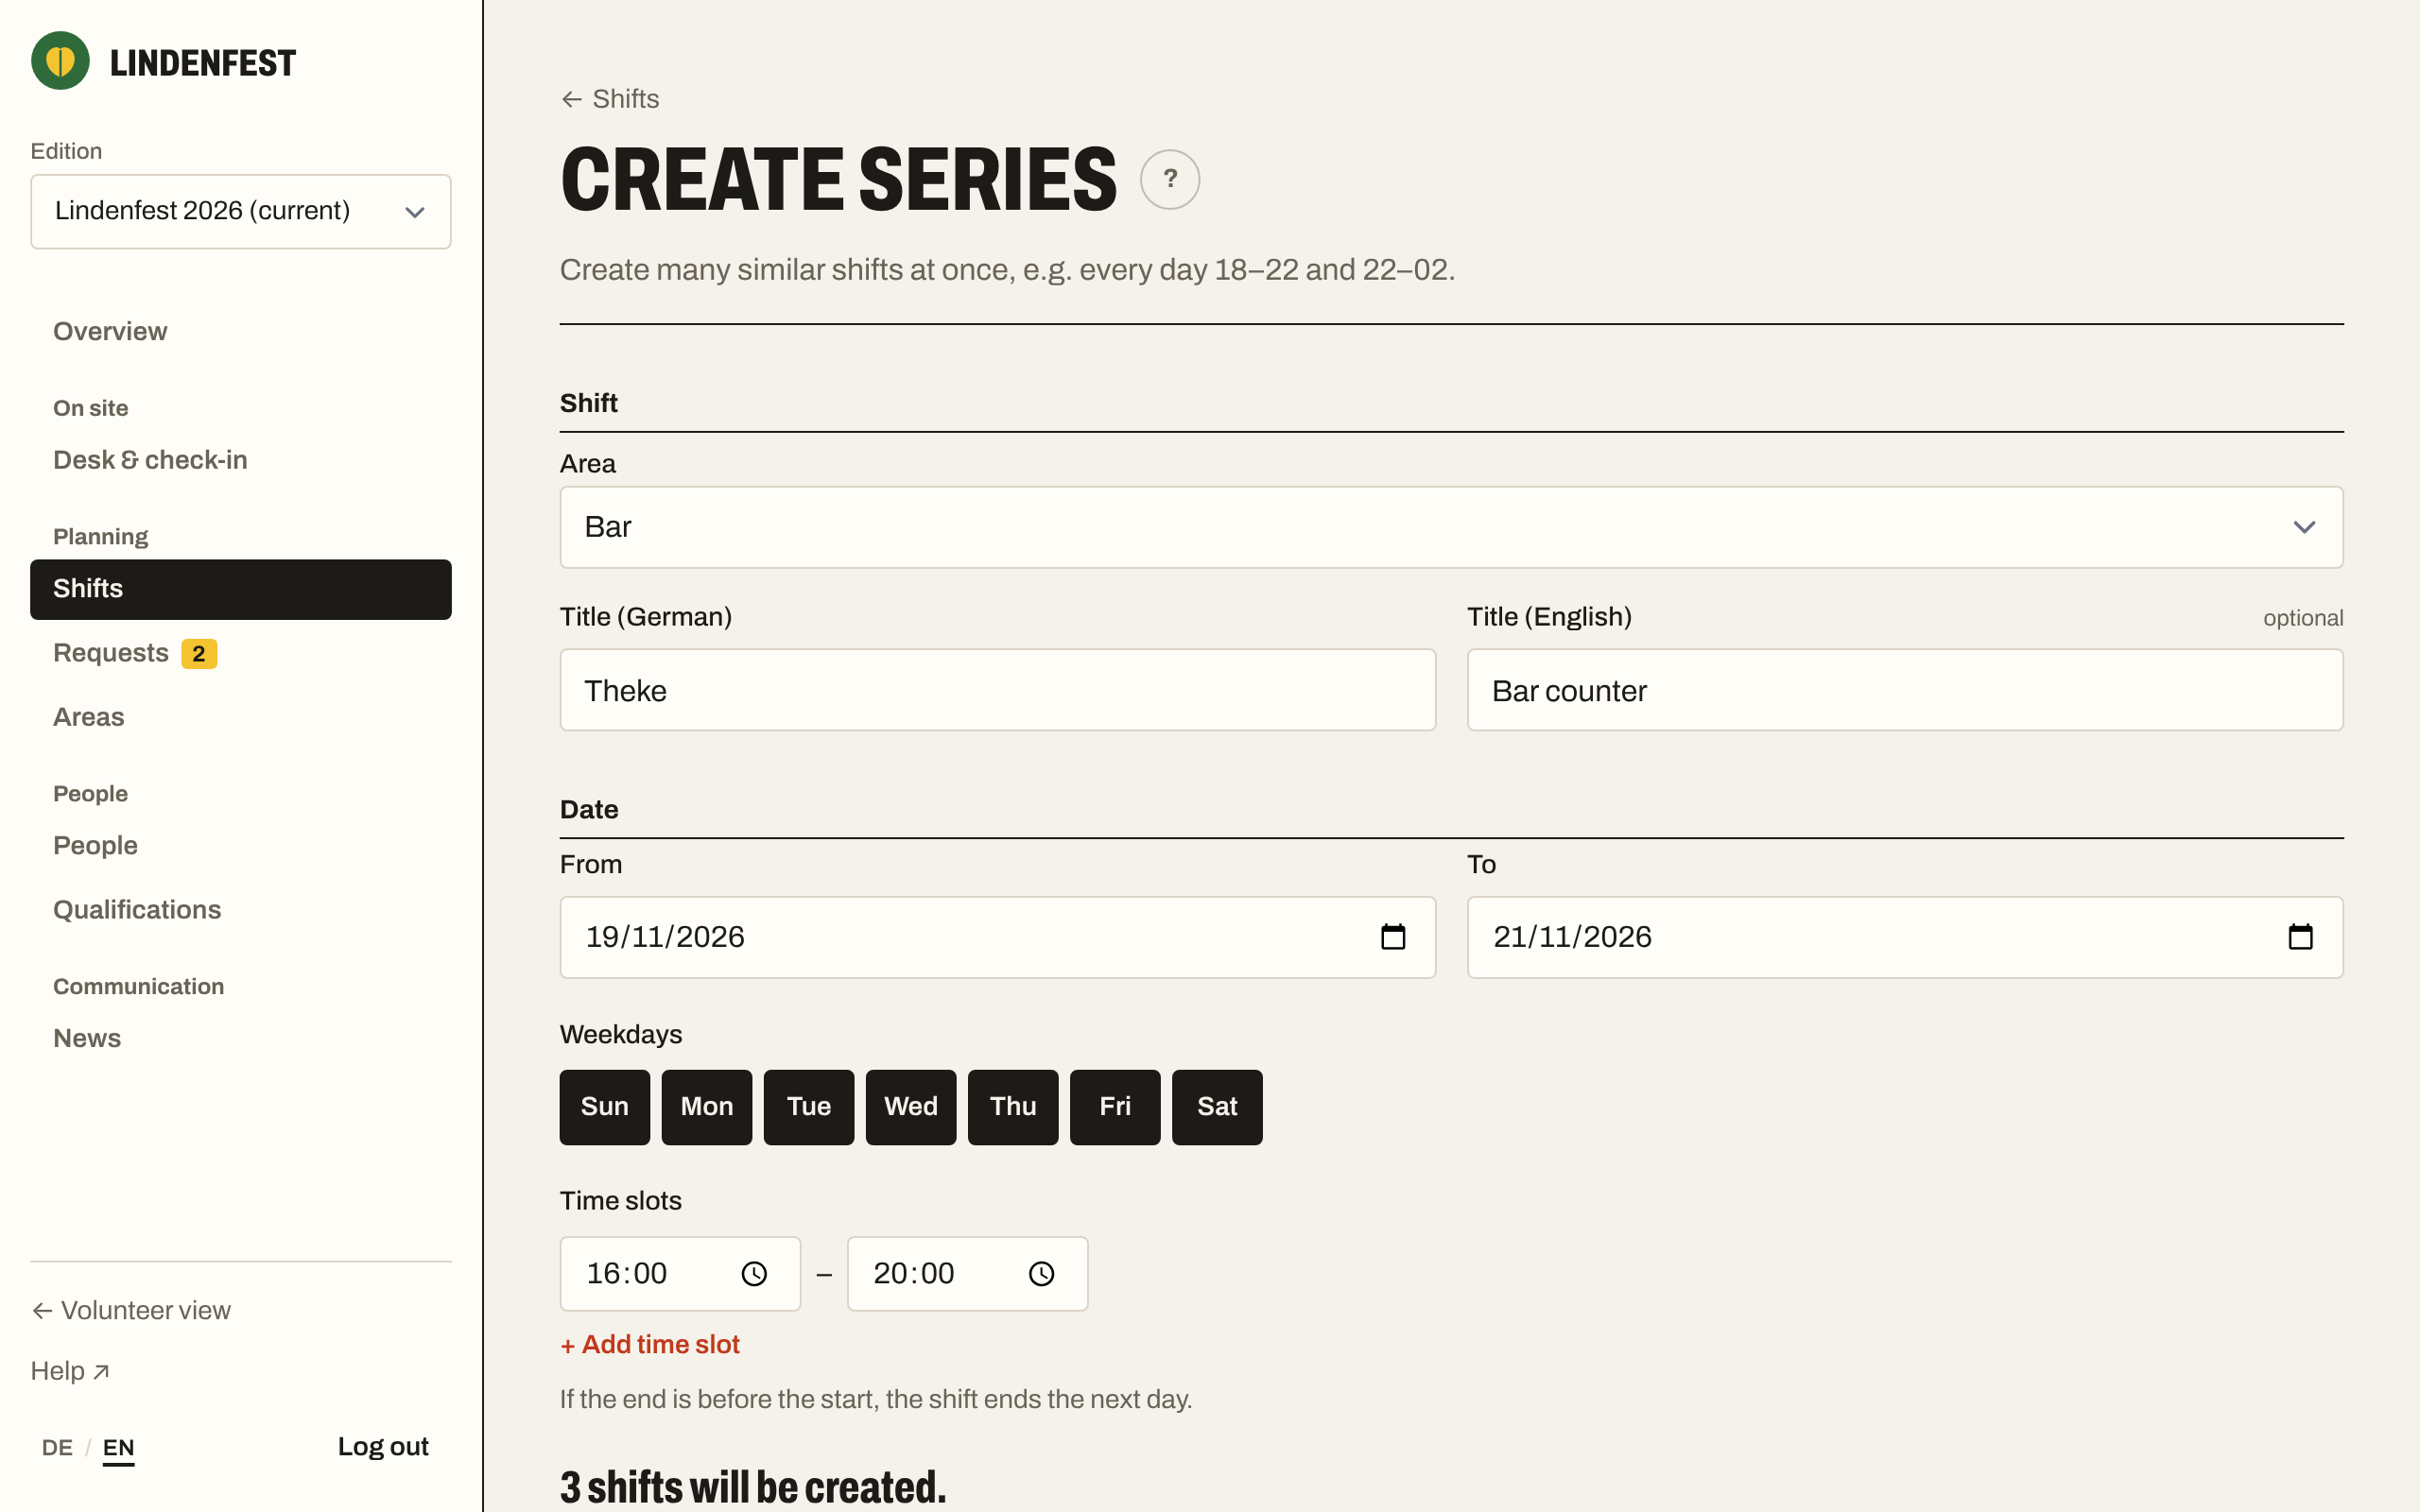 LINDENFEST
Edition
Lindenfest 2026 (current)
Overview
On site
Desk & check-in
Planning
Shifts
Requests 2
Areas
People
People
Qualifications
Communication
News
← Volunteer view
Help ↗
DE / EN
Log out
← Shifts
CREATE SERIES ?
Create many similar shifts at once, e.g. every day 18–22 and 22–02.
Shift
Area
Bar
Title (German)
Theke
Title (English) optional
Bar counter
Date
From
19/11/2026
To
21/11/2026
Weekdays
Sun Mon Tue Wed Thu Fri Sat
Time slots
16:00 – 20:00
+ Add time slot
If the end is before the start, the shift ends the next day.
3 shifts will be created.